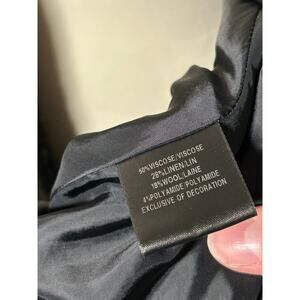 50%VISCOSE/VISCOSE
28%LINEN/LIN
18%WOOL/LAINE
4%POLYAMIDE/POLYAMIDE
EXCLUSIVE OF DECORATION